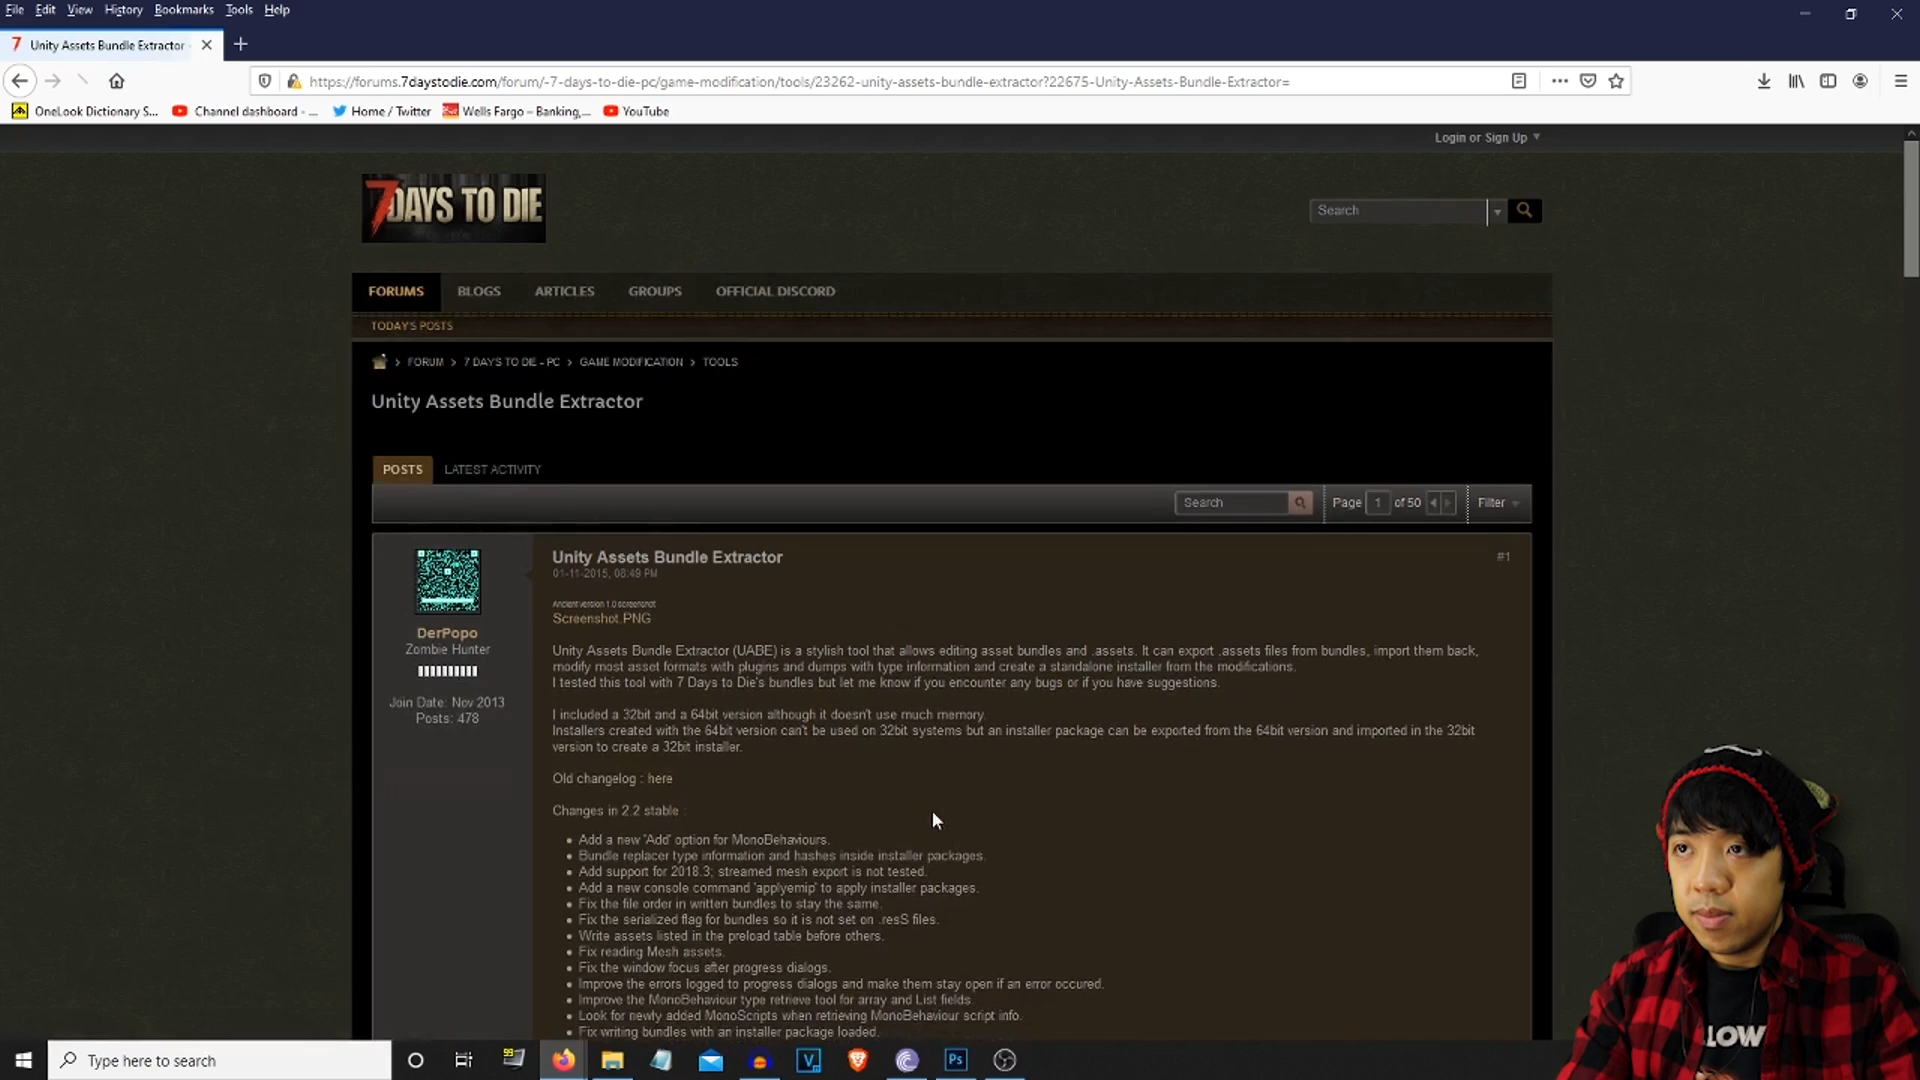 File Edit View History Bookmarks Tools Help
7 Unity Assets Bundle Extractor
https://forums.7daystodie.com/forum/-7-days-to-die-pc/game-modification/tools/23262-unity-assets-bundle-extractor?22675-Unity-Assets-Bundle-Extractor=
OneLook Dictionary S... Channel dashboard - ... Home / Twitter Wells Fargo – Banking,... YouTube
Login or Sign Up
7 DAYS TO DIE
Search
FORUMS BLOGS ARTICLES GROUPS OFFICIAL DISCORD
TODAY'S POSTS
> FORUM > 7 DAYS TO DIE - PC > GAME MODIFICATION > TOOLS
Unity Assets Bundle Extractor
POSTS LATEST ACTIVITY
Search Page 1 of 50 Filter
Unity Assets Bundle Extractor #1
01-11-2015, 08:49 PM
Ancient version 1.0 screenshot
Screenshot.PNG
DerPopo
Zombie Hunter
Join Date: Nov 2013
Posts: 478
Unity Assets Bundle Extractor (UABE) is a stylish tool that allows editing asset bundles and .assets. It can export .assets files from bundles, import them back,
modify most asset formats with plugins and dumps with type information and create a standalone installer from the modifications.
I tested this tool with 7 Days to Die's bundles but let me know if you encounter any bugs or if you have suggestions.
I included a 32bit and a 64bit version although it doesn't use much memory.
Installers created with the 64bit version can't be used on 32bit systems but an installer package can be exported from the 64bit version and imported in the 32bit
version to create a 32bit installer.
Old changelog : here
Changes in 2.2 stable :
• Add a new 'Add' option for MonoBehaviours.
• Bundle replacer type information and hashes inside installer packages.
• Add support for 2018.3; streamed mesh export is not tested.
• Add a new console command 'applyemip' to apply installer packages.
• Fix the file order in written bundles to stay the same.
• Fix the serialized flag for bundles so it is not set on .resS files.
• Write assets listed in the preload table before others.
• Fix reading Mesh assets.
• Fix the window focus after progress dialogs.
• Improve the errors logged to progress dialogs and make them stay open if an error occured.
• Improve the MonoBehaviour type retrieve tool for array and List fields.
• Look for newly added MonoScripts when retrieving MonoBehaviour script info.
• Fix writing bundles with an installer package loaded.
LLOW
Type here to search
99
V
Ps